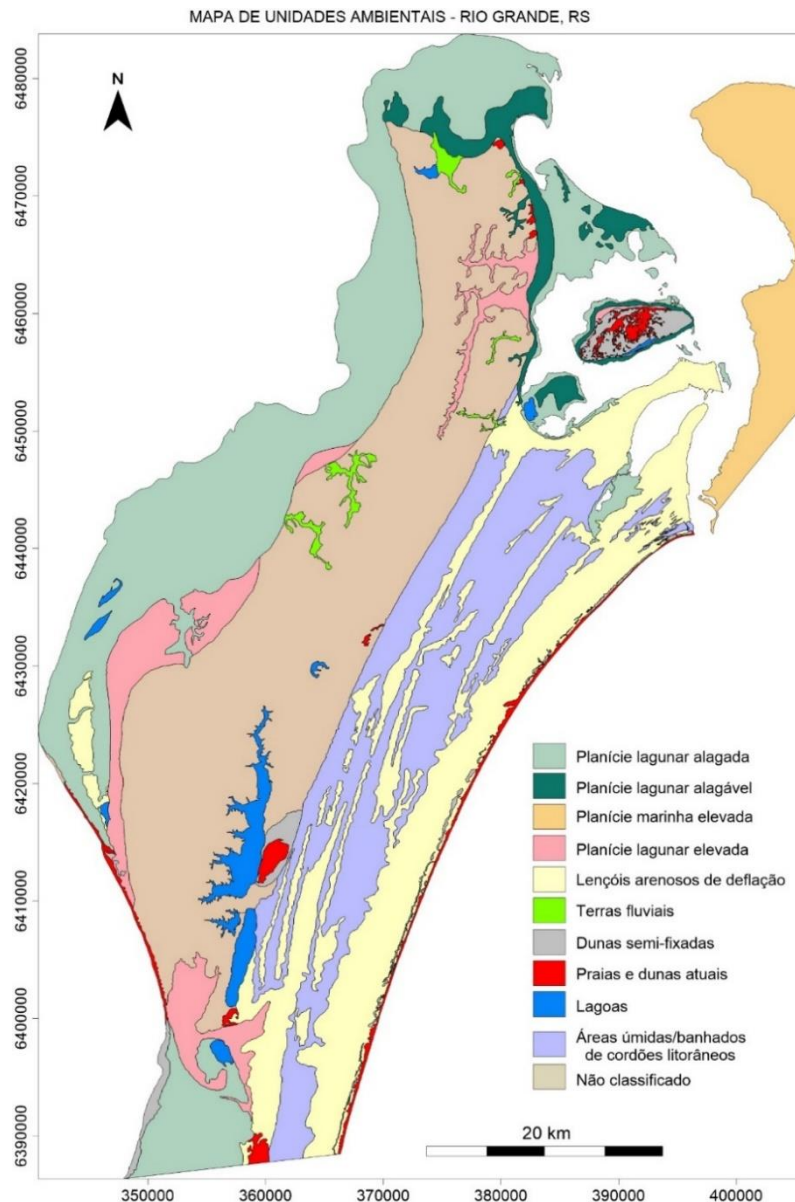 MAPA DE UNIDADES AMBIENTAIS - RIO GRANDE, RS
N
6480000
6470000
6460000
6450000
6440000
6430000
6420000
6410000
6400000
6390000
Planície lagunar alagada
Planície lagunar alagável
Planície marinha elevada
Planície lagunar elevada
Lençóis arenosos de deflação
Terras fluviais
Dunas semi-fixadas
Praias e dunas atuais
Lagoas
Áreas úmidas/banhados
de cordões litorâneos
Não classificado
20 km
350000 360000 370000 380000 390000 400000